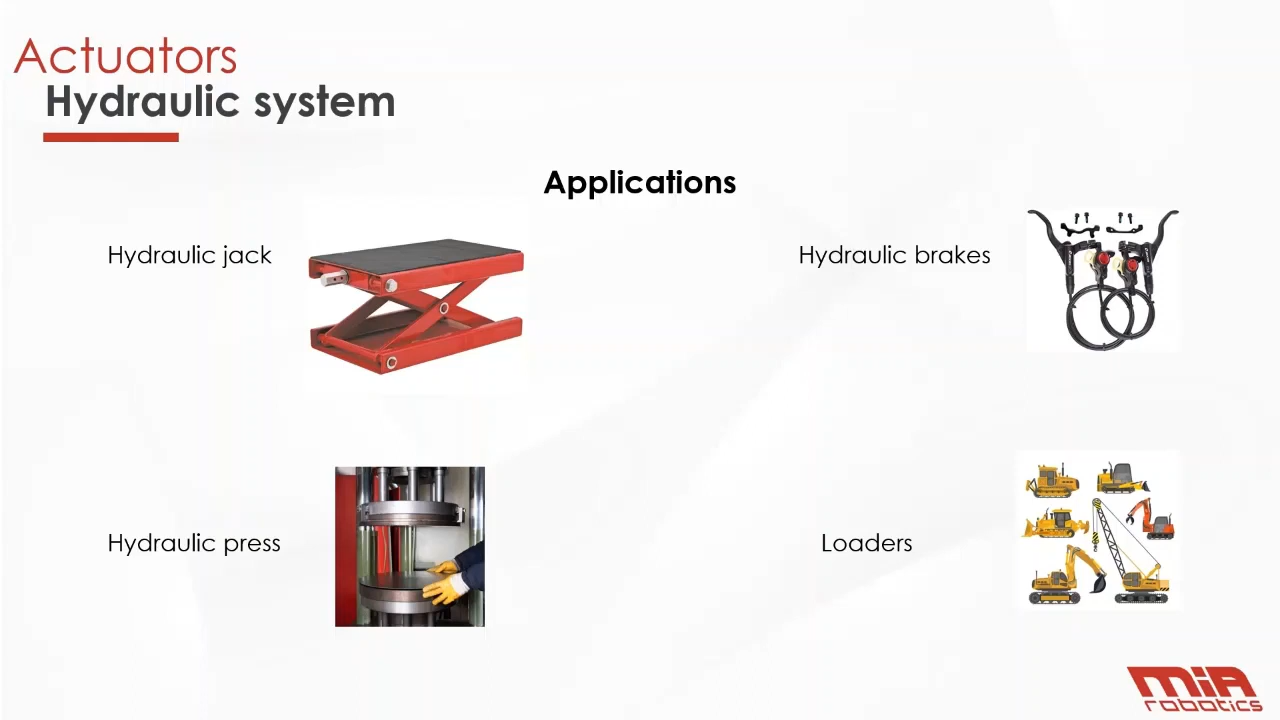 Actuators
Hydraulic system
Applications
Hydraulic jack
Hydraulic brakes
Hydraulic press
Loaders
MIA
robotics